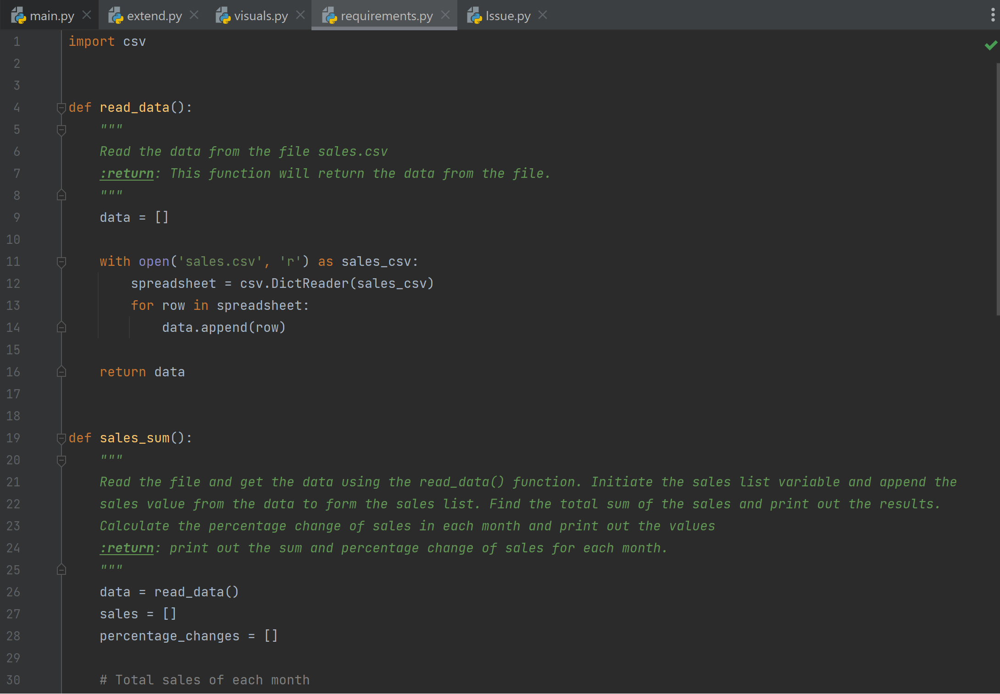 main.py extend.py visuals.py requirements.py Issue.py
1 import csv
2
3
4 def read_data():
5     """
6     Read the data from the file sales.csv
7     :return: This function will return the data from the file.
8     """
9     data = []
10
11     with open('sales.csv', 'r') as sales_csv:
12         spreadsheet = csv.DictReader(sales_csv)
13         for row in spreadsheet:
14             data.append(row)
15
16     return data
17
18
19 def sales_sum():
20     """
21     Read the file and get the data using the read_data() function. Initiate the sales list variable and append the
22     sales value from the data to form the sales list. Find the total sum of the sales and print out the results.
23     Calculate the percentage change of sales in each month and print out the values
24     :return: print out the sum and percentage change of sales for each month.
25     """
26     data = read_data()
27     sales = []
28     percentage_changes = []
29
30     # Total sales of each month